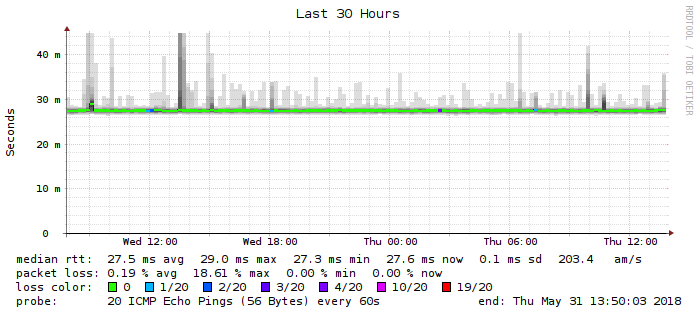 Last 30 Hours
RRDTOOL / TOBI OETIKER
Seconds
40 m
30 m
20 m
10 m
0
Wed 12:00 Wed 18:00 Thu 00:00 Thu 06:00 Thu 12:00
median rtt: 27.5 ms avg 29.0 ms max 27.3 ms min 27.6 ms now 0.1 ms sd 203.4 am/s
packet loss: 0.19 % avg 18.61 % max 0.00 % min 0.00 % now
loss color: 0 1/20 2/20 3/20 4/20 10/20 19/20
probe: 20 ICMP Echo Pings (56 Bytes) every 60s end: Thu May 31 13:50:03 2018